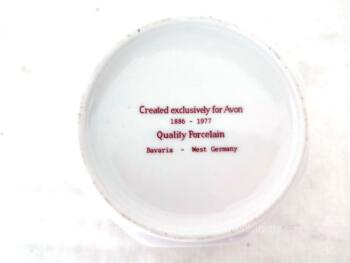 Created exclusively for Avon
1886 - 1977
Quality Porcelain
Bavaria - West Germany